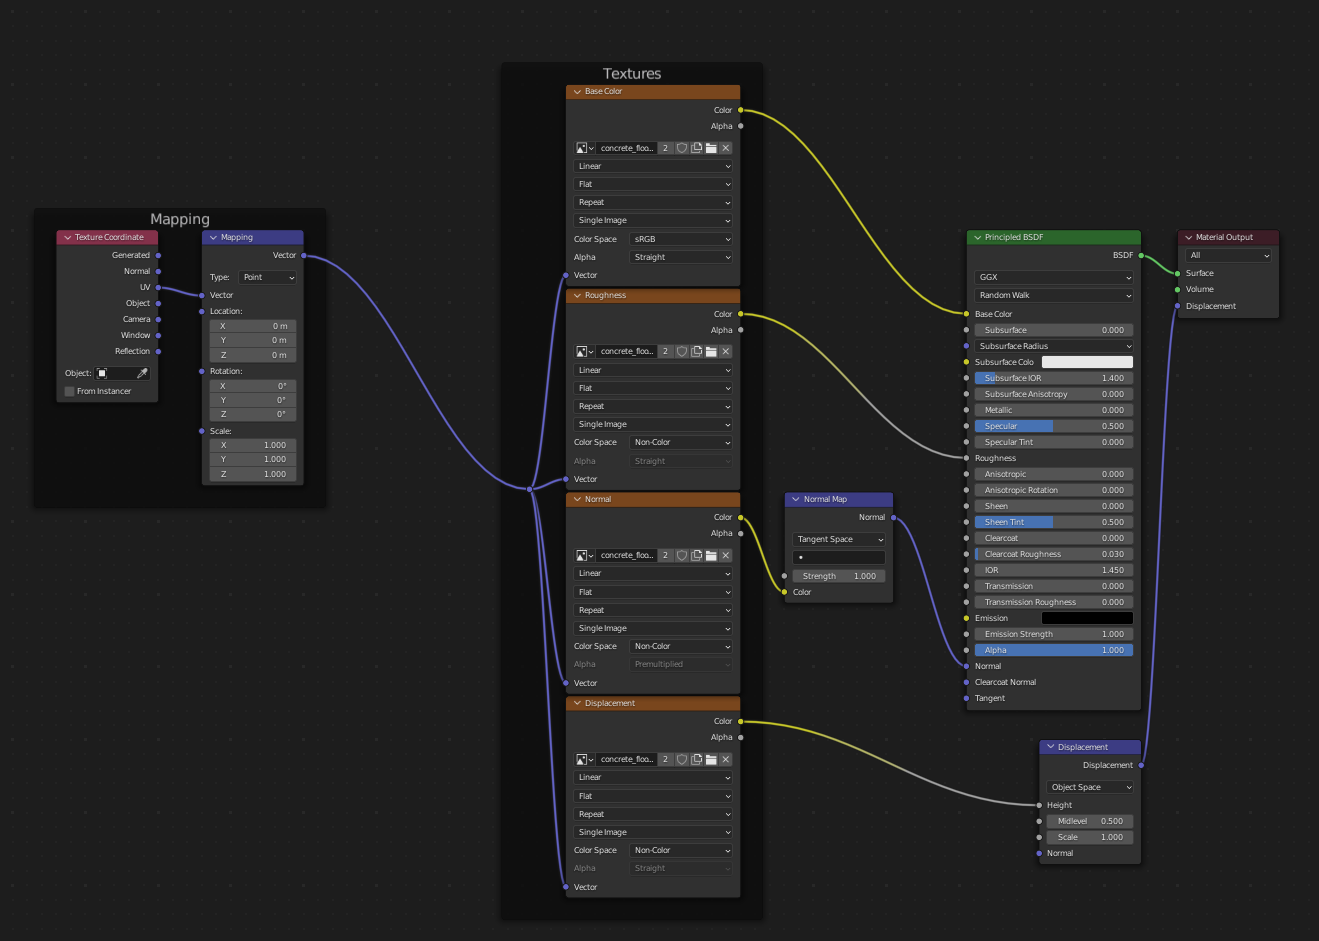 Mapping
Texture Coordinate
Generated
Normal
UV
Object
Camera
Window
Reflection
Object:
From Instancer
Mapping
Vector
Type: Point
Vector
Location:
X 0 m
Y 0 m
Z 0 m
Rotation:
X 0°
Y 0°
Z 0°
Scale:
X 1.000
Y 1.000
Z 1.000
Textures
Base Color
Color
Alpha
concrete_floo... 2
Linear
Flat
Repeat
Single Image
Color Space sRGB
Alpha Straight
Vector
Roughness
Color
Alpha
concrete_floo... 2
Linear
Flat
Repeat
Single Image
Color Space Non-Color
Alpha Straight
Vector
Normal
Color
Alpha
concrete_floo... 2
Linear
Flat
Repeat
Single Image
Color Space Non-Color
Alpha Premultiplied
Vector
Displacement
Color
Alpha
concrete_floo... 2
Linear
Flat
Repeat
Single Image
Color Space Non-Color
Alpha Straight
Vector
Normal Map
Normal
Tangent Space
Strength 1.000
Color
Principled BSDF
BSDF
GGX
Random Walk
Base Color
Subsurface 0.000
Subsurface Radius
Subsurface Colo
Subsurface IOR 1.400
Subsurface Anisotropy 0.000
Metallic 0.000
Specular 0.500
Specular Tint 0.000
Roughness
Anisotropic 0.000
Anisotropic Rotation 0.000
Sheen 0.000
Sheen Tint 0.500
Clearcoat 0.000
Clearcoat Roughness 0.030
IOR 1.450
Transmission 0.000
Transmission Roughness 0.000
Emission
Emission Strength 1.000
Alpha 1.000
Normal
Clearcoat Normal
Tangent
Material Output
All
Surface
Volume
Displacement
Displacement
Displacement
Object Space
Height
Midlevel 0.500
Scale 1.000
Normal